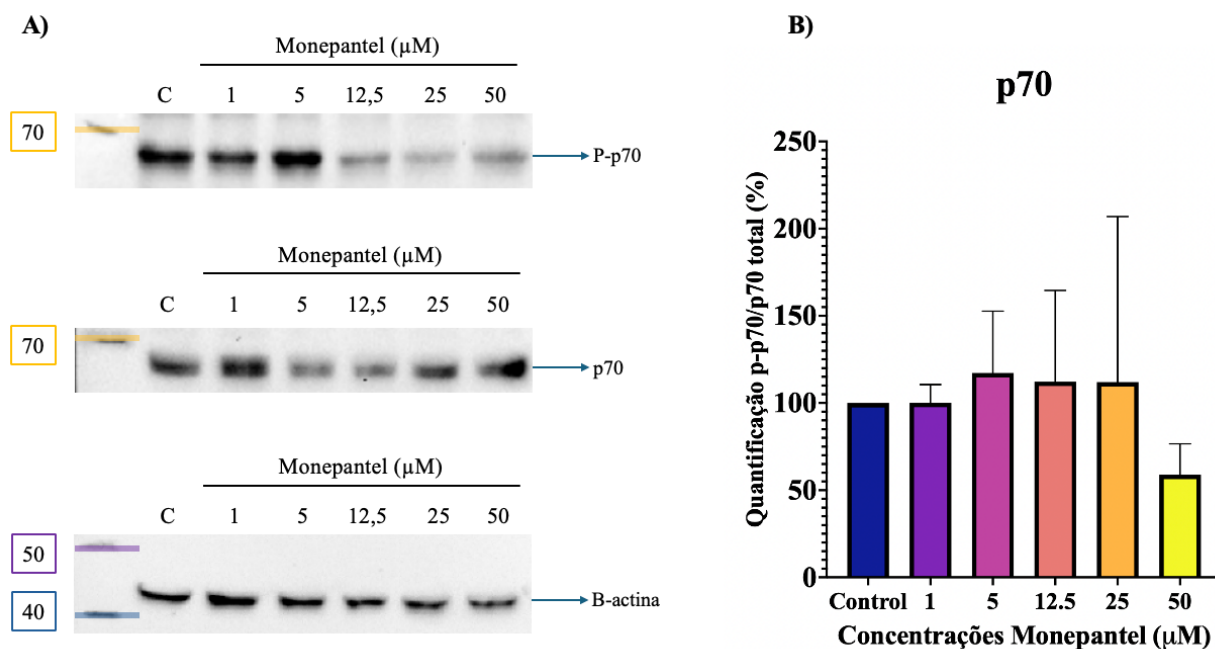 A)
Monepantel (µM)
C 1 5 12,5 25 50
70
P-p70
Monepantel (µM)
C 1 5 12,5 25 50
70
p70
Monepantel (µM)
C 1 5 12,5 25 50
50
40
B-actina
B)
p70
Quantificação p-p70/p70 total (%)
250
200
150
100
50
0
Control 1 5 12.5 25 50
Concentrações Monepantel (µM)